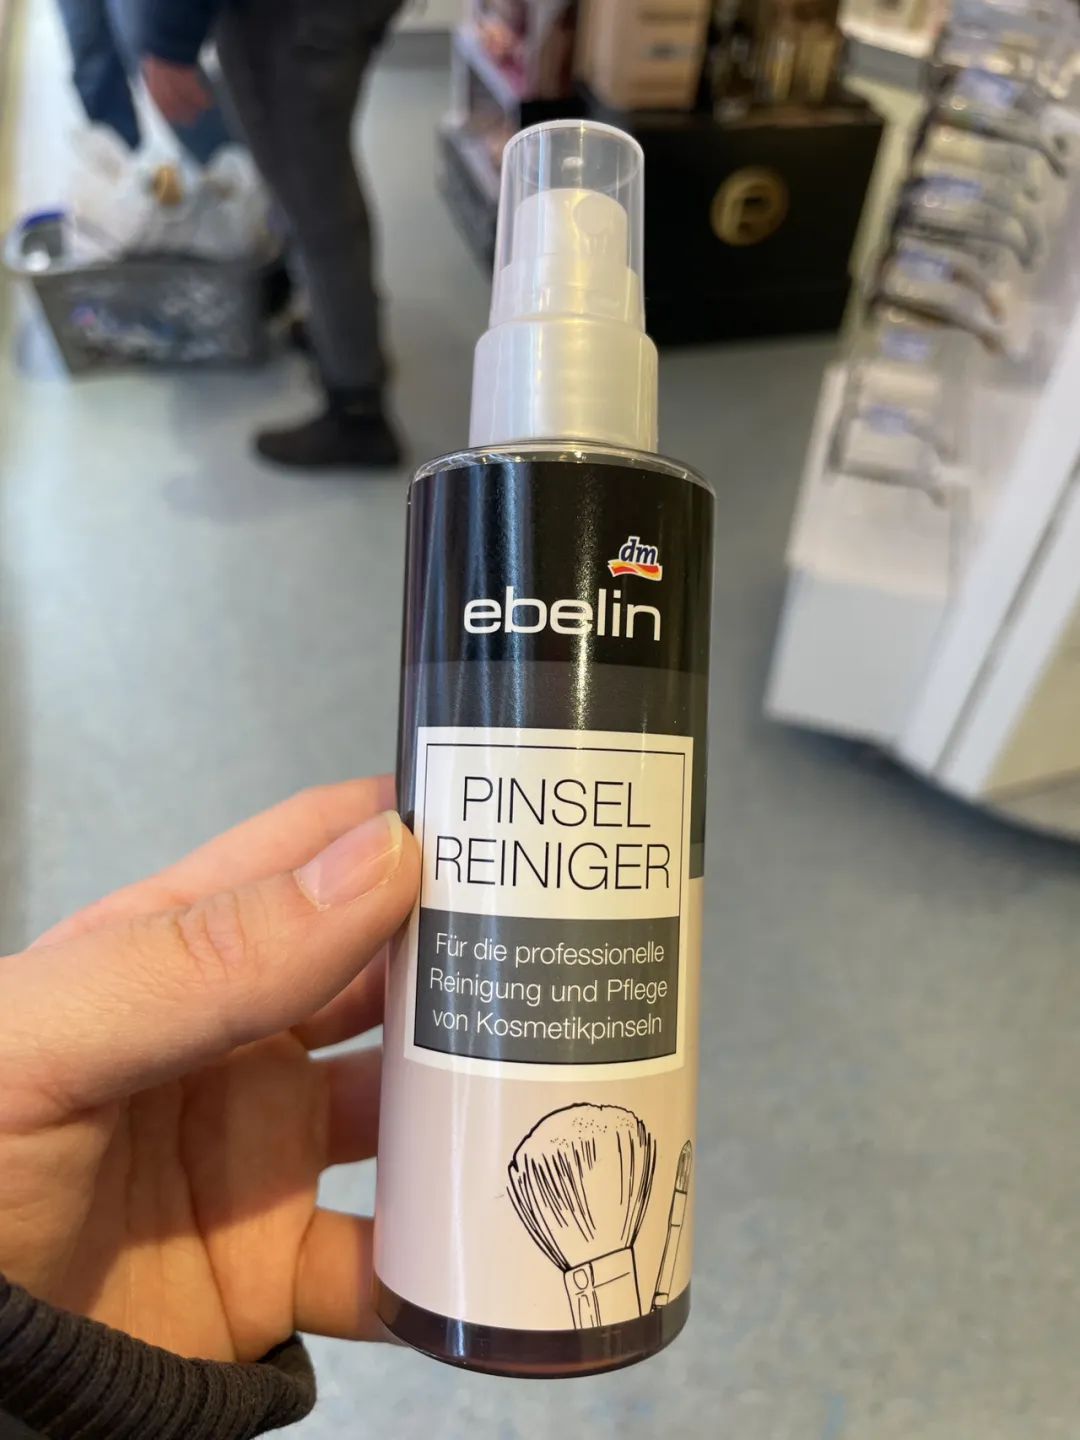 dm
ebelin
PINSEL
REINIGER
Für die professionelle
Reinigung und Pflege
von Kosmetikpinseln